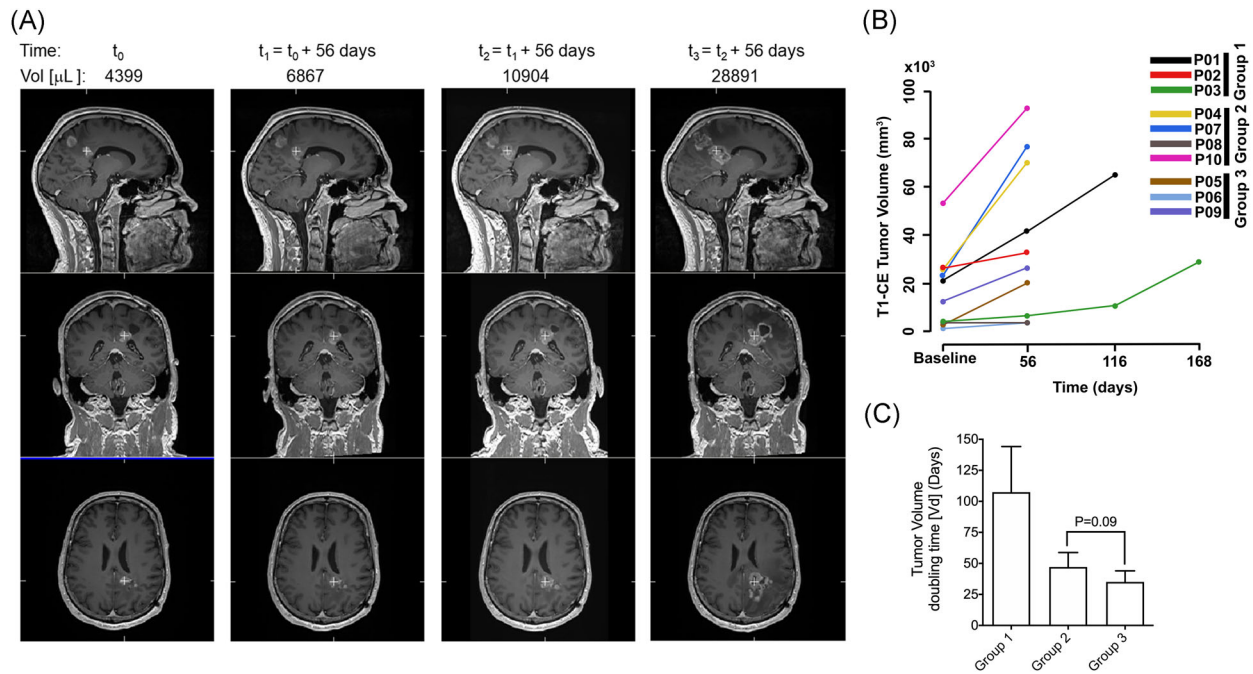 (A)
Time: t0 t1 = t0 + 56 days t2 = t1 + 56 days t3 = t2 + 56 days
Vol [µL]: 4399 6867 10904 28891
(B)
x10³
100
80
60
40
20
0
T1-CE Tumor Volume (mm³)
Baseline 56 116 168
Time (days)
P01
P02
P03
Group 1
P04
P07
P08
P10
Group 2
P05
P06
P09
Group 3
(C)
150
125
100
75
50
25
0
Tumor Volume
doubling time [Vd] (Days)
P=0.09
Group 1
Group 2
Group 3